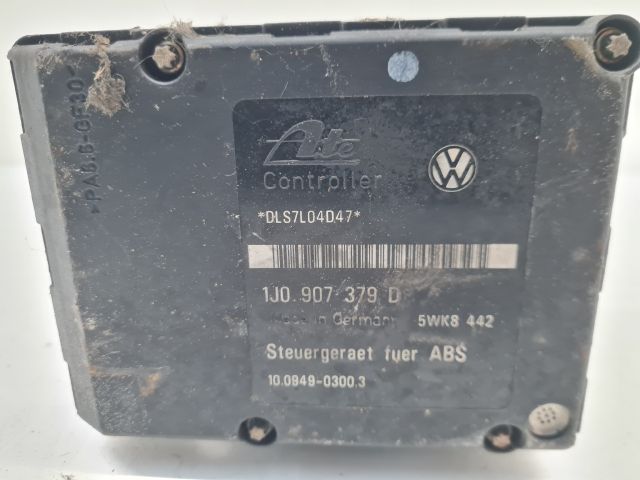 >PA6.6-GF30<
Ate
Controller
*DLS7L04D47*
1J0 907 379 D
Made in Germany 5WK8 442
Steuergeraet fuer ABS
10.0949-0300.3